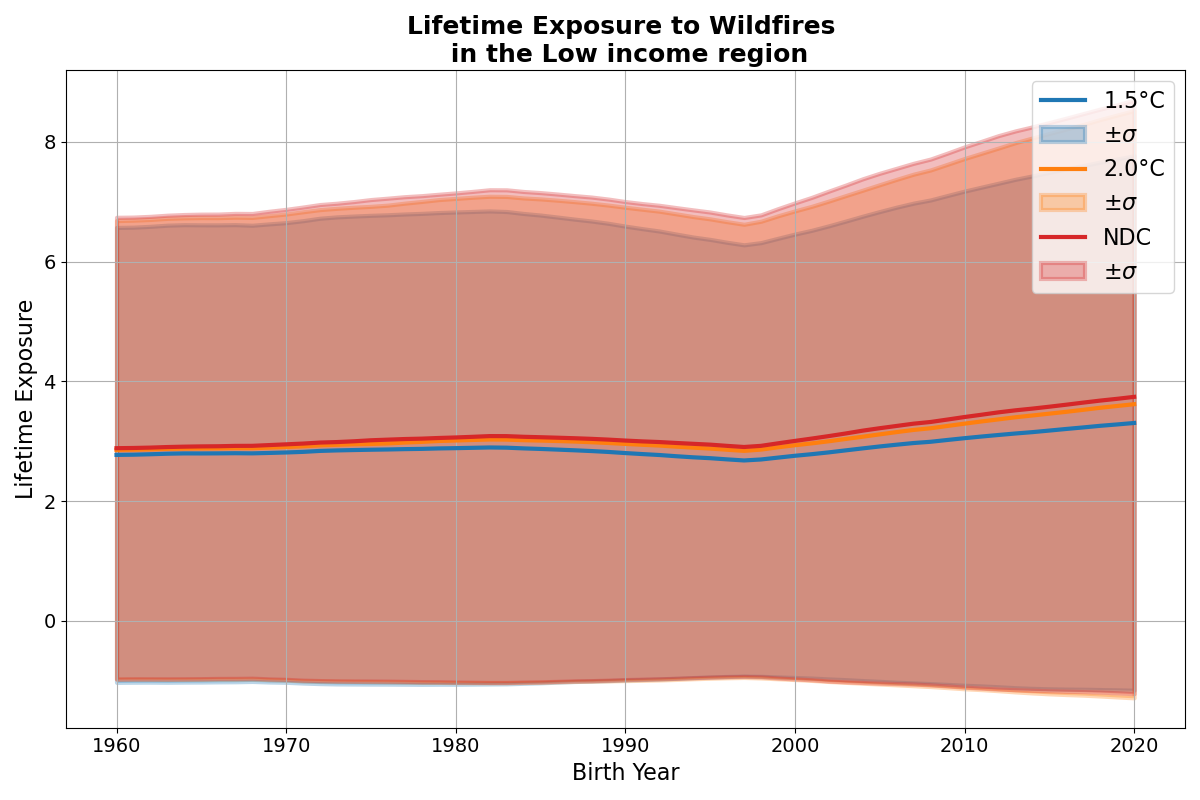 Lifetime Exposure to Wildfires
in the Low income region
1.5°C
±σ
2.0°C
±σ
NDC
±σ
Lifetime Exposure
8
6
4
2
0
1960 1970 1980 1990 2000 2010 2020
Birth Year